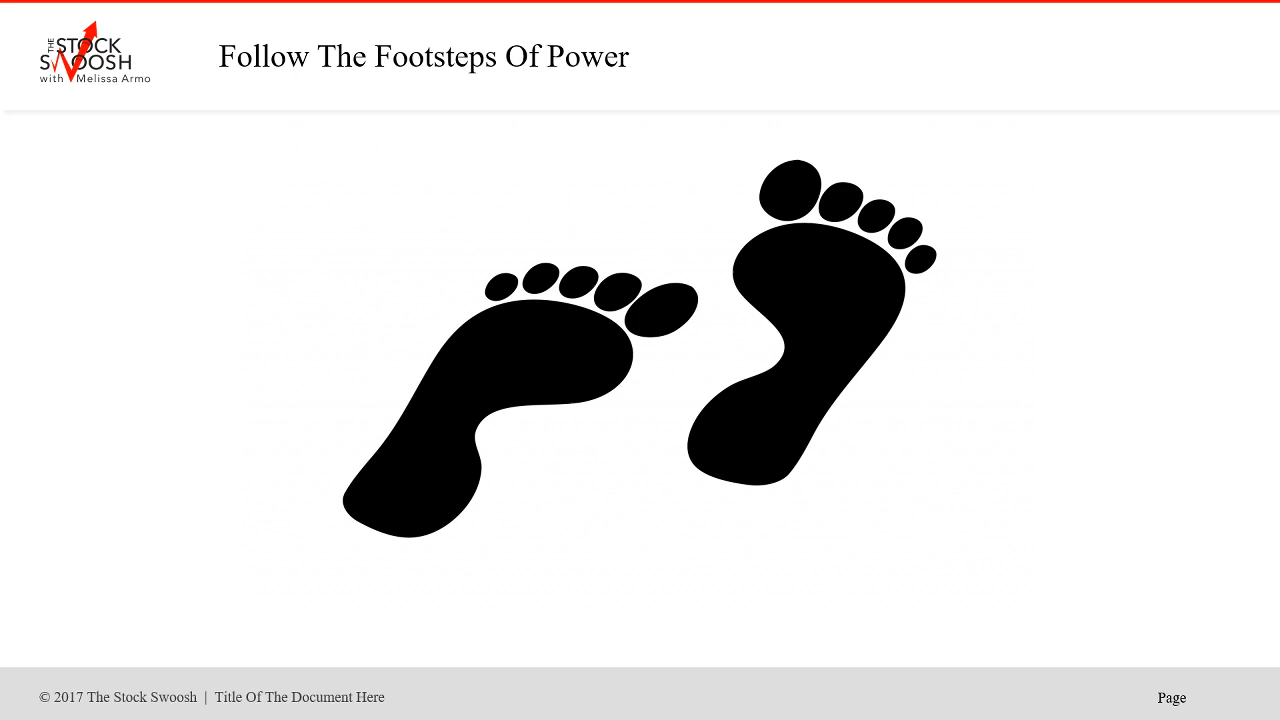 THE
STOCK
SWOOSH
with Melissa Armo
Follow The Footsteps Of Power
© 2017 The Stock Swoosh | Title Of The Document Here
Page